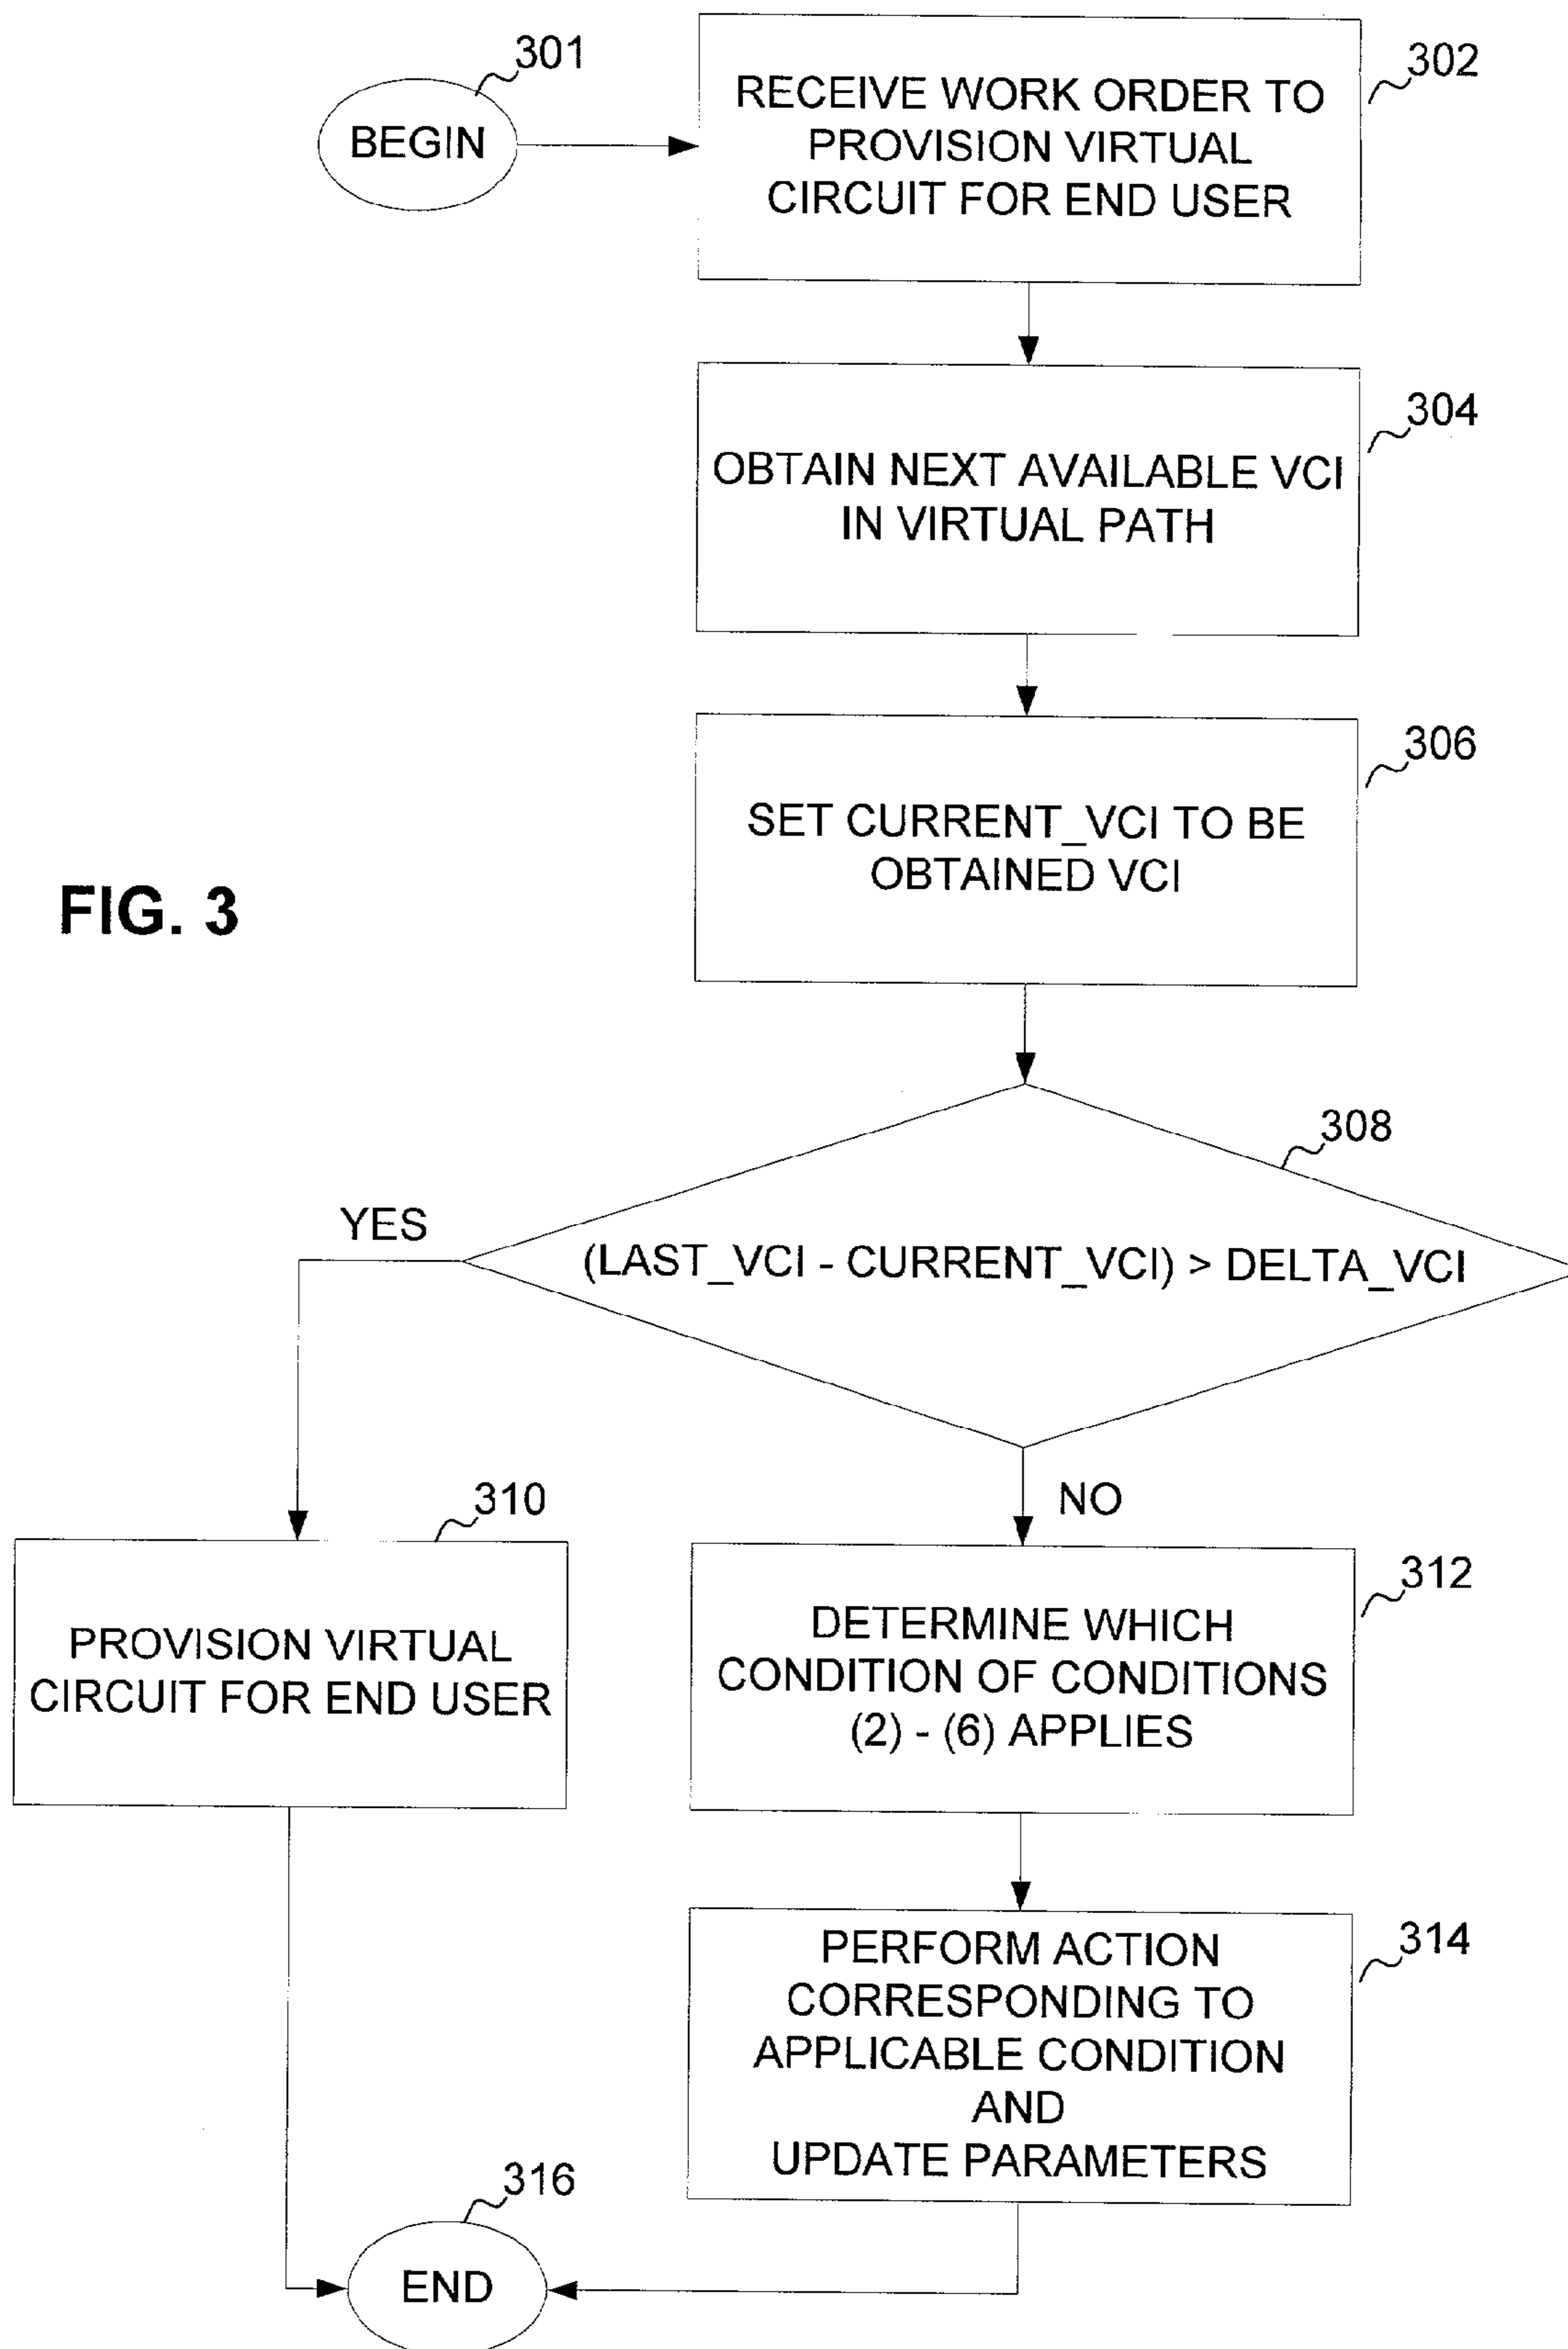 301
BEGIN
302
RECEIVE WORK ORDER TO
PROVISION VIRTUAL
CIRCUIT FOR END USER
304
OBTAIN NEXT AVAILABLE VCI
IN VIRTUAL PATH
306
SET CURRENT_VCI TO BE
OBTAINED VCI
FIG. 3
308
(LAST_VCI - CURRENT_VCI) > DELTA_VCI
YES
NO
310
PROVISION VIRTUAL
CIRCUIT FOR END USER
312
DETERMINE WHICH
CONDITION OF CONDITIONS
(2) - (6) APPLIES
314
PERFORM ACTION
CORRESPONDING TO
APPLICABLE CONDITION
AND
UPDATE PARAMETERS
316
END